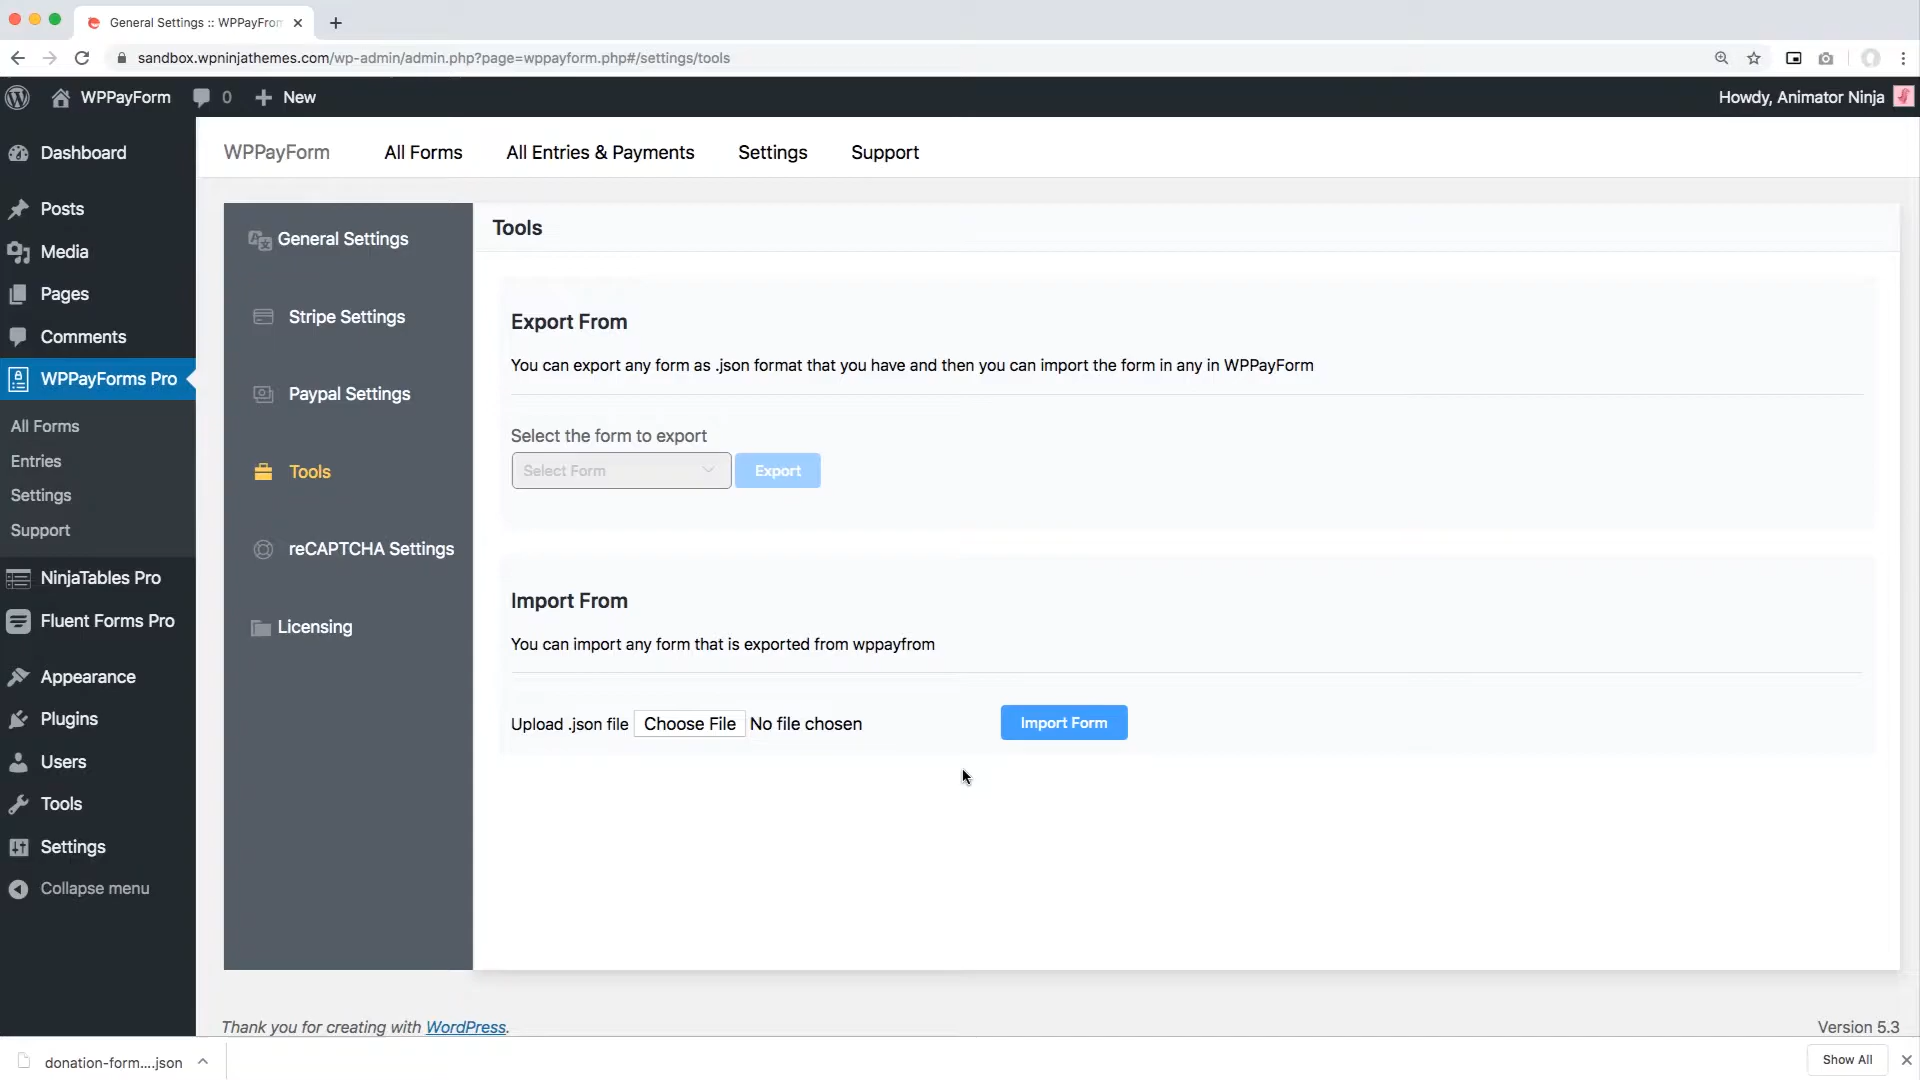 General Settings :: WPPayFrom
sandbox.wpninjathemes.com/wp-admin/admin.php?page=wppayform.php#/settings/tools
WPPayForm
0
New
Howdy, Animator Ninja
Dashboard
Posts
Media
Pages
Comments
WPPayForms Pro
All Forms
Entries
Settings
Support
NinjaTables Pro
Fluent Forms Pro
Appearance
Plugins
Users
Tools
Settings
Collapse menu
WPPayForm
All Forms
All Entries & Payments
Settings
Support
General Settings
Stripe Settings
Paypal Settings
Tools
reCAPTCHA Settings
Licensing
Tools
Export From
You can export any form as .json format that you have and then you can import the form in any in WPPayForm
Select the form to export
Select Form
Export
Import From
You can import any form that is exported from wppayfrom
Upload .json file Choose File No file chosen
Import Form
Thank you for creating with WordPress.
Version 5.3
donation-form....json
Show All